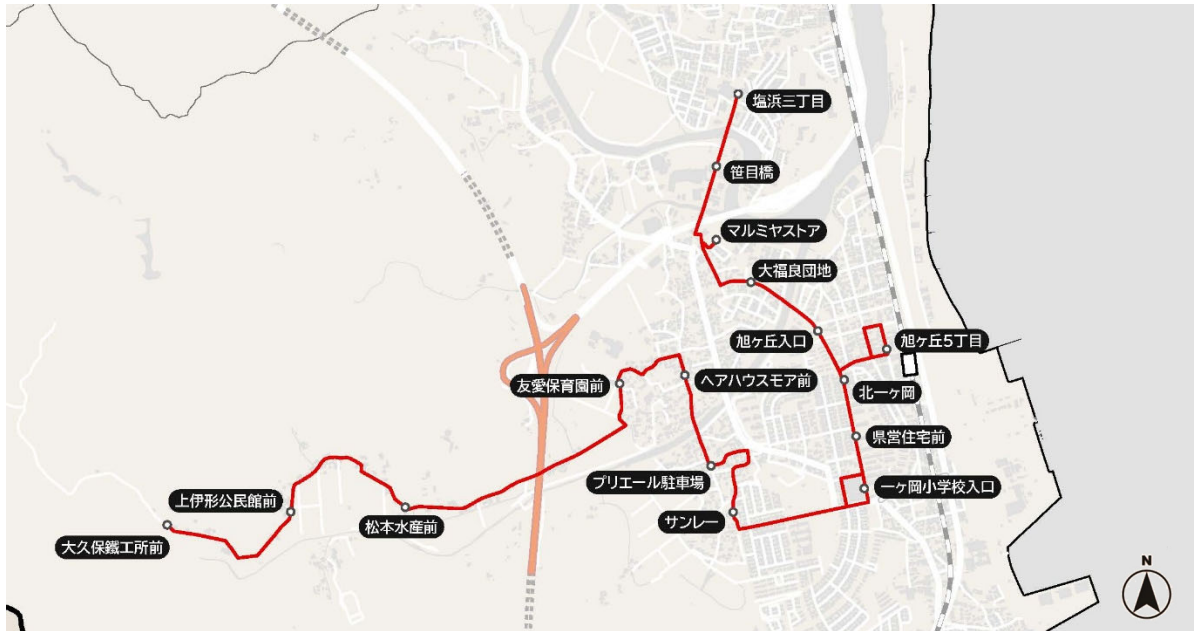 塩浜三丁目
笹目橋
マルミヤストア
大福良団地
旭ヶ丘入口
旭ヶ丘5丁目
友愛保育園前
ヘアハウスモア前
北一ヶ岡
県営住宅前
プリエール駐車場
一ヶ岡小学校入口
上伊形公民館前
松本水産前
サンレー
大久保鐵工所前
N